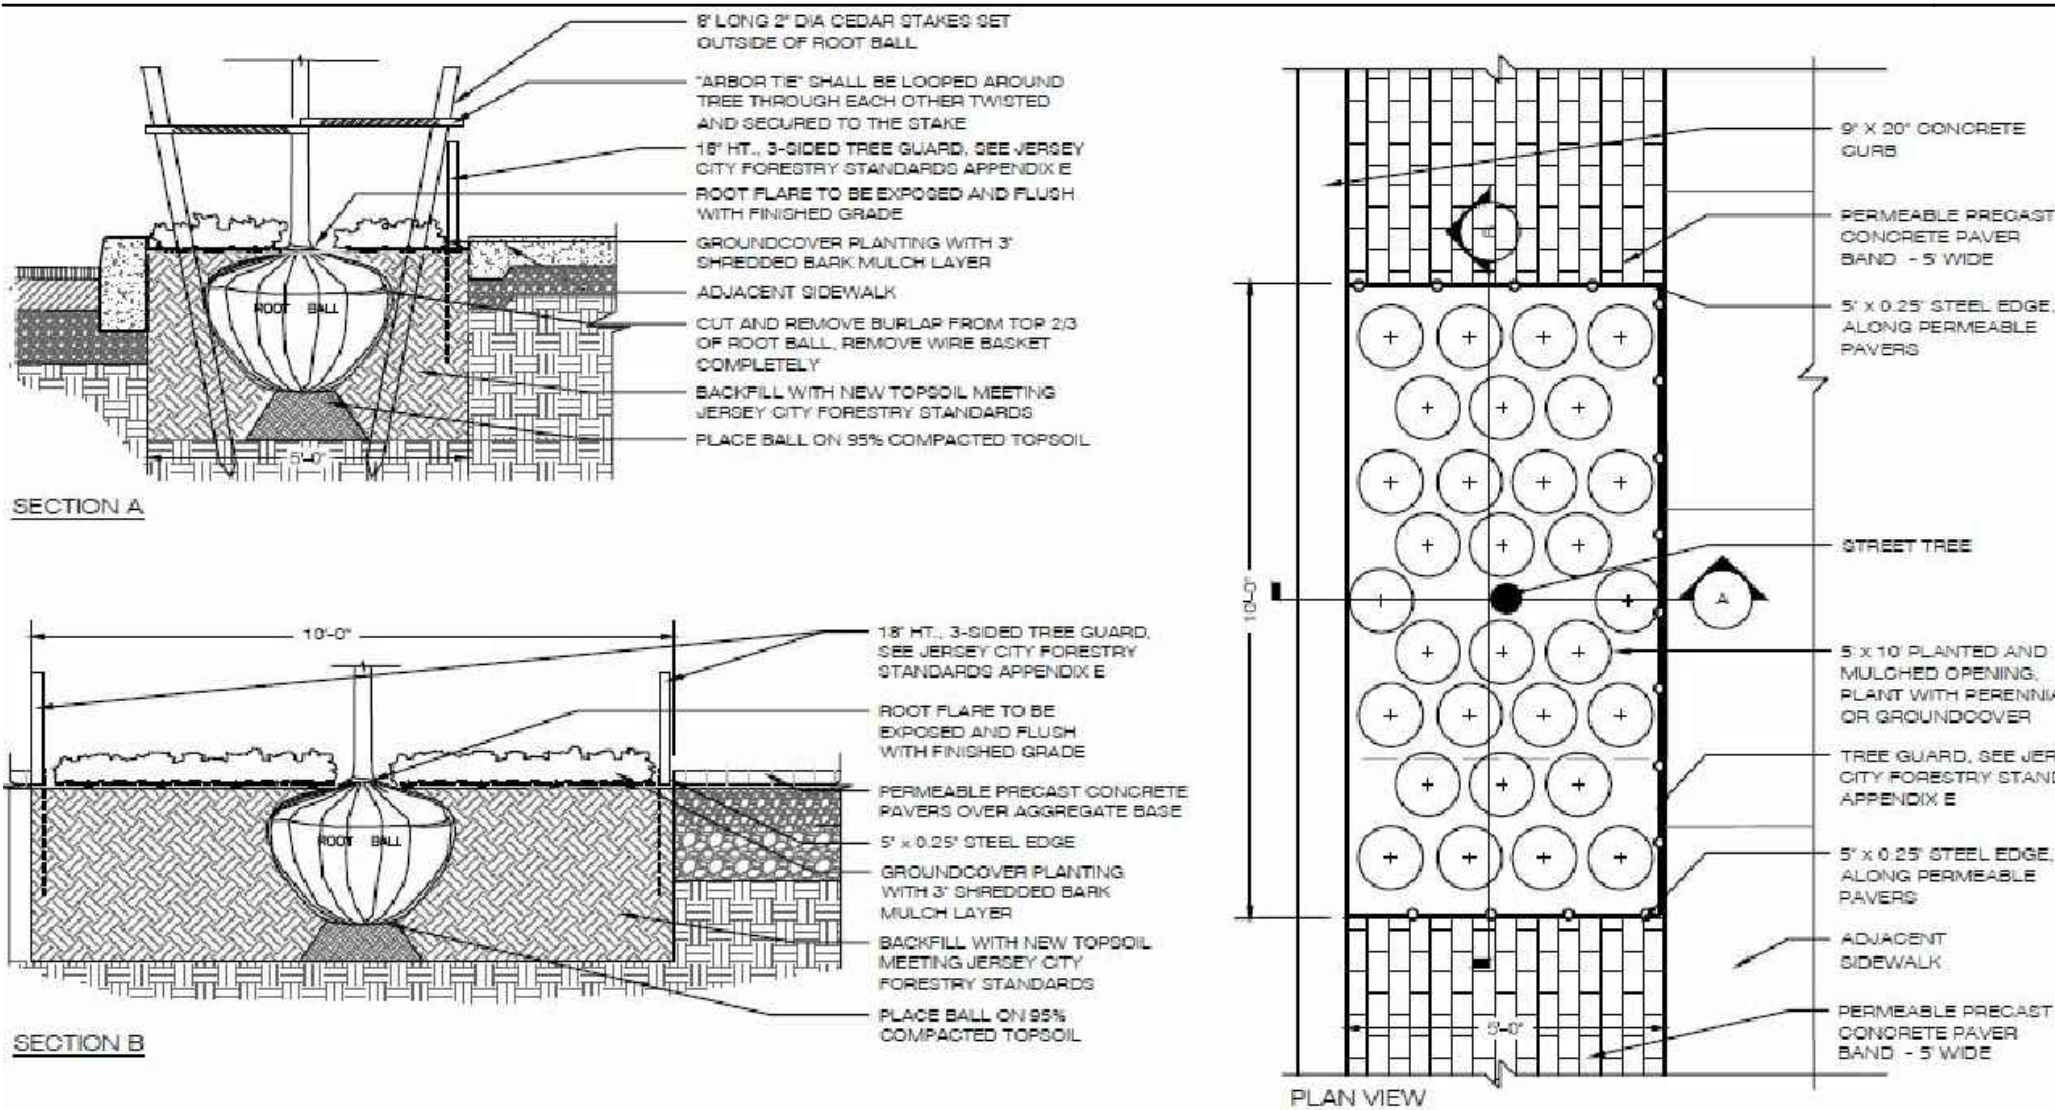 8' LONG 2" DIA CEDAR STAKES SET
OUTSIDE OF ROOT BALL
"ARBOR TIE" SHALL BE LOOPED AROUND
TREE THROUGH EACH OTHER TWISTED
AND SECURED TO THE STAKE
18" HT., 3-SIDED TREE GUARD, SEE JERSEY
CITY FORESTRY STANDARDS APPENDIX E
ROOT FLARE TO BE EXPOSED AND FLUSH
WITH FINISHED GRADE
GROUNDCOVER PLANTING WITH 3"
SHREDDED BARK MULCH LAYER
ADJACENT SIDEWALK
CUT AND REMOVE BURLAP FROM TOP 2/3
OF ROOT BALL, REMOVE WIRE BASKET
COMPLETELY
BACKFILL WITH NEW TOPSOIL MEETING
JERSEY CITY FORESTRY STANDARDS
PLACE BALL ON 95% COMPACTED TOPSOIL
ROOT BALL
5'-0"
SECTION A
10'-0"
18" HT., 3-SIDED TREE GUARD,
SEE JERSEY CITY FORESTRY
STANDARDS APPENDIX E
ROOT FLARE TO BE
EXPOSED AND FLUSH
WITH FINISHED GRADE
PERMEABLE PRECAST CONCRETE
PAVERS OVER AGGREGATE BASE
5" x 0.25" STEEL EDGE
GROUNDCOVER PLANTING
WITH 3" SHREDDED BARK
MULCH LAYER
BACKFILL WITH NEW TOPSOIL
MEETING JERSEY CITY
FORESTRY STANDARDS
PLACE BALL ON 95%
COMPACTED TOPSOIL
ROOT BALL
SECTION B
9" X 20" CONCRETE
CURB
PERMEABLE PRECAST
CONCRETE PAVER
BAND - 5' WIDE
5" x 0.25" STEEL EDGE,
ALONG PERMEABLE
PAVERS
B
STREET TREE
10'-0"
A
5' x 10' PLANTED AND
MULCHED OPENING,
PLANT WITH PERENNIA
OR GROUNDCOVER
TREE GUARD, SEE JER
CITY FORESTRY STAND
APPENDIX E
5" x 0.25" STEEL EDGE,
ALONG PERMEABLE
PAVERS
ADJACENT
SIDEWALK
PERMEABLE PRECAST
CONCRETE PAVER
BAND - 5' WIDE
5'-0"
PLAN VIEW